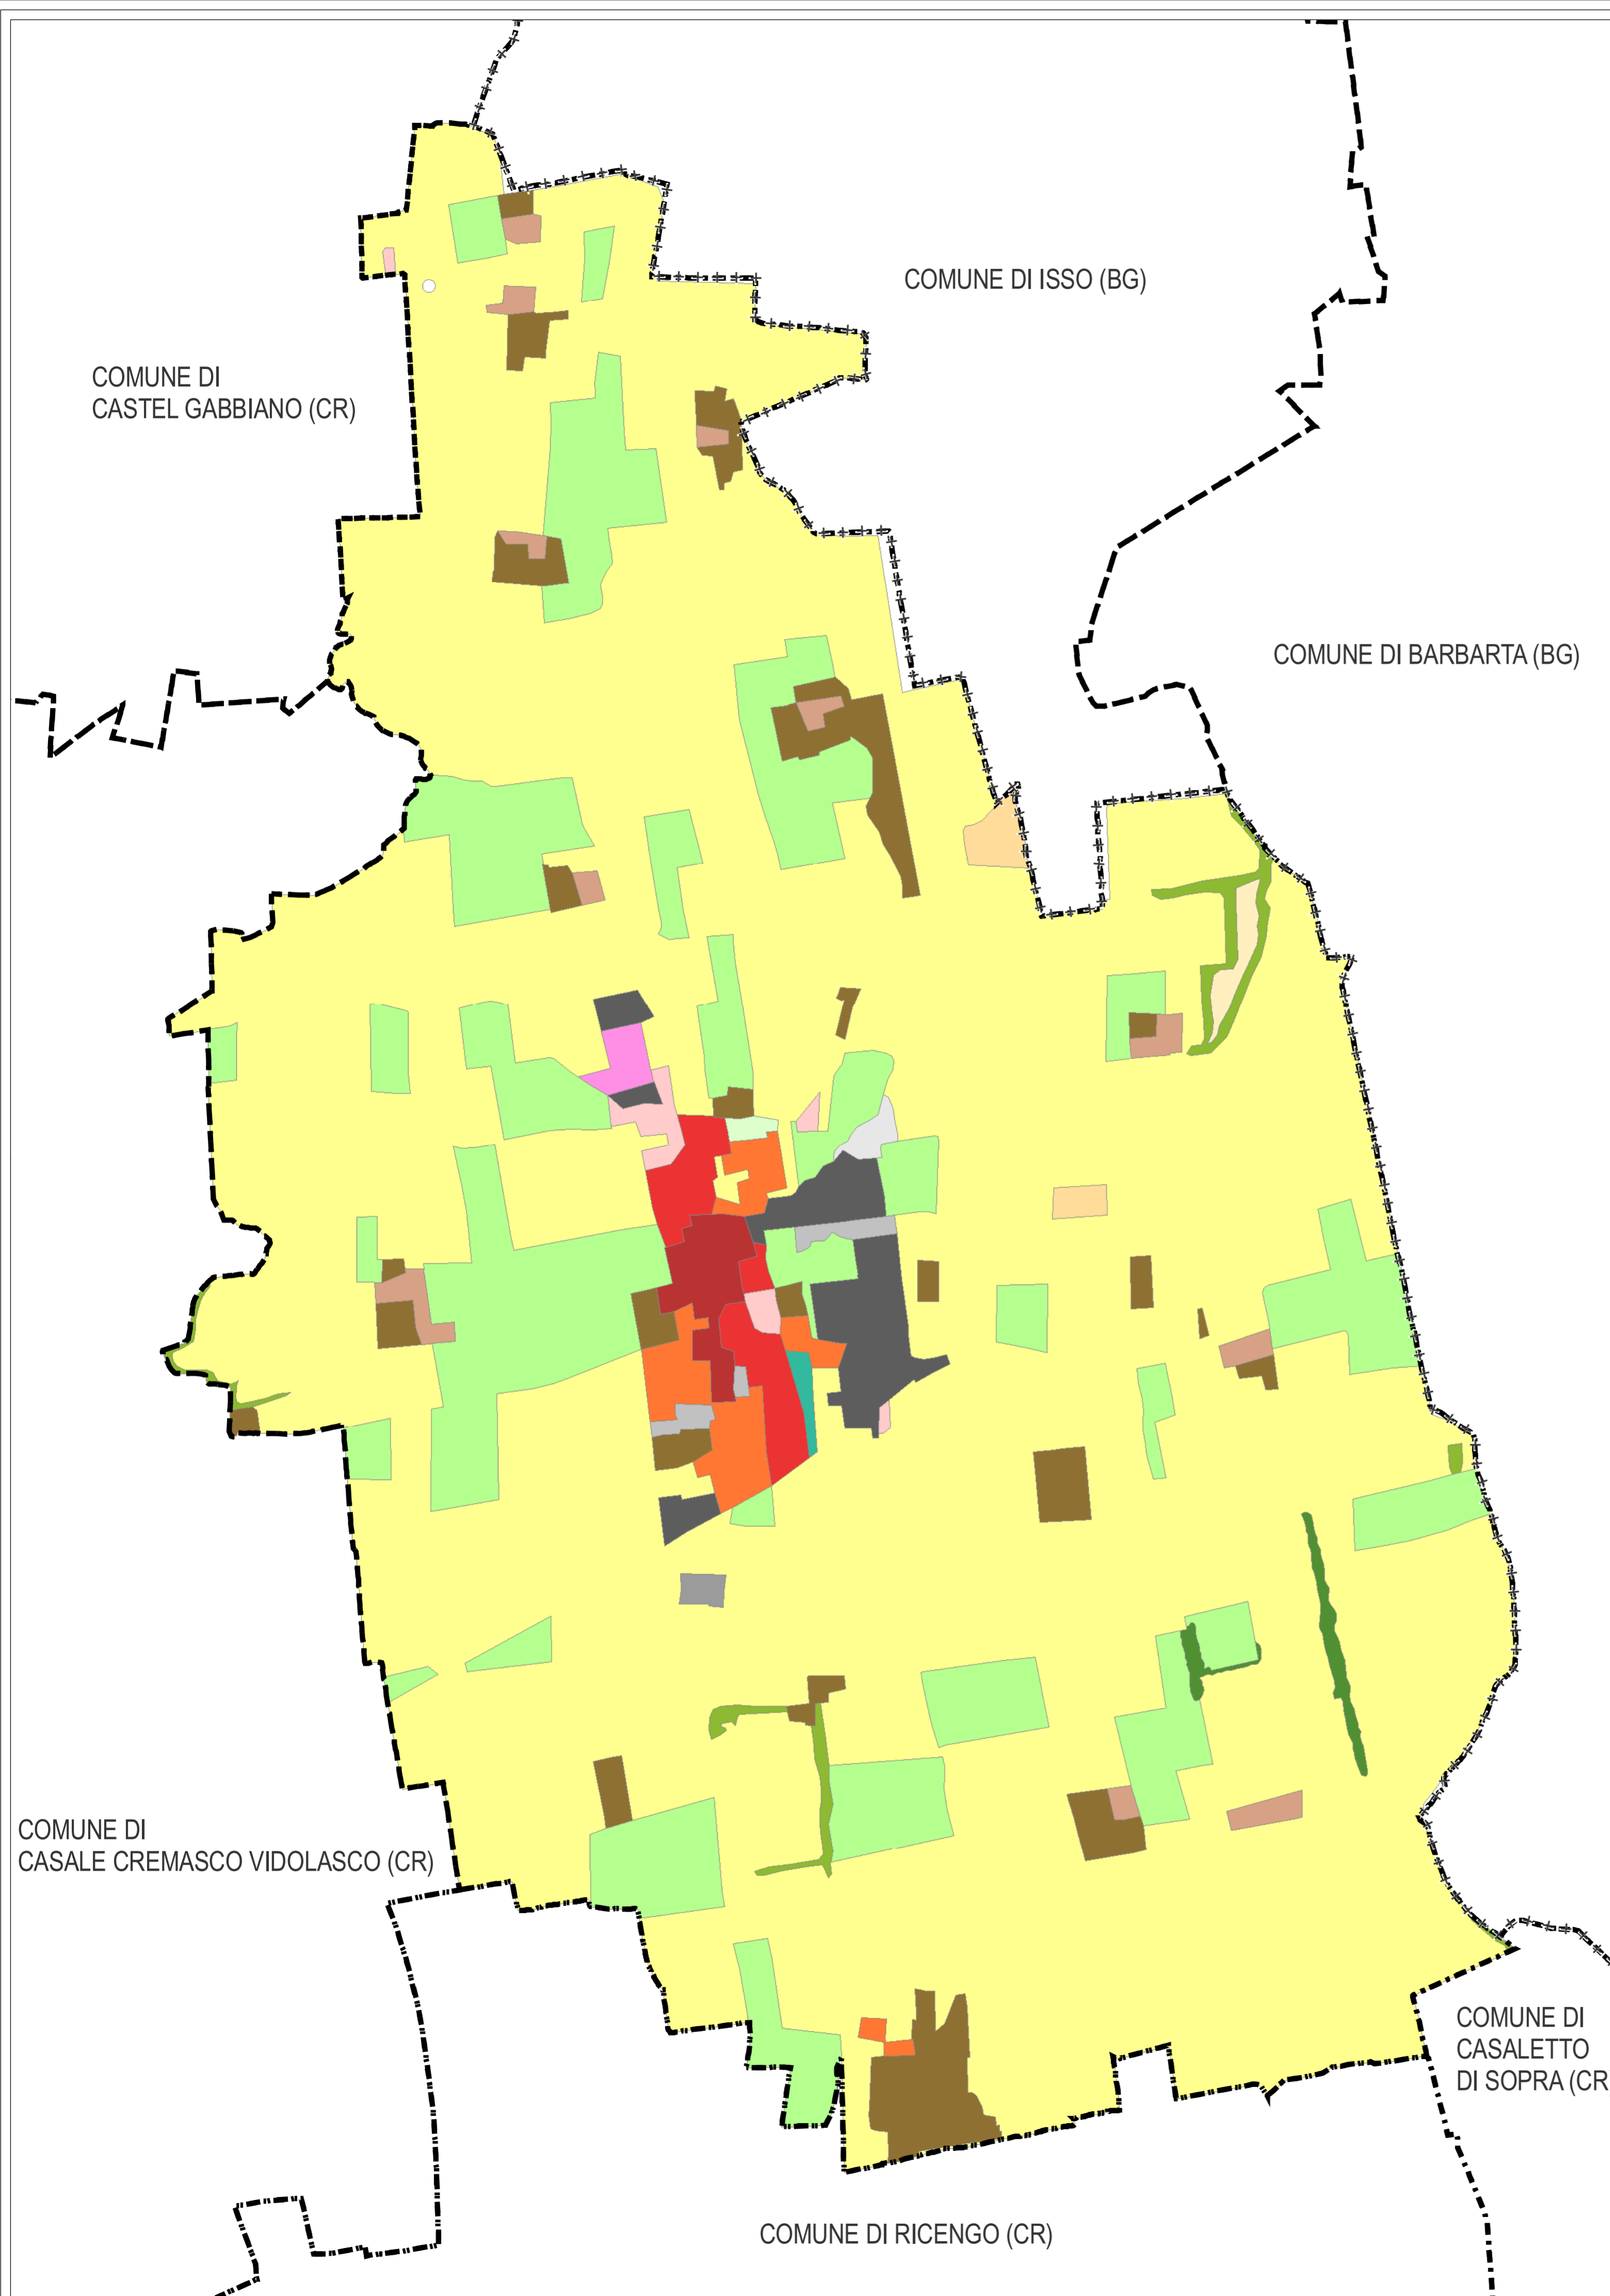 COMUNE DI ISSO (BG)
COMUNE DI
CASTEL GABBIANO (CR)
COMUNE DI BARBARTA (BG)
COMUNE DI
CASALE CREMASCO VIDOLASCO (CR)
COMUNE DI
CASALETTO
DI SOPRA (CR
COMUNE DI RICENGO (CR)